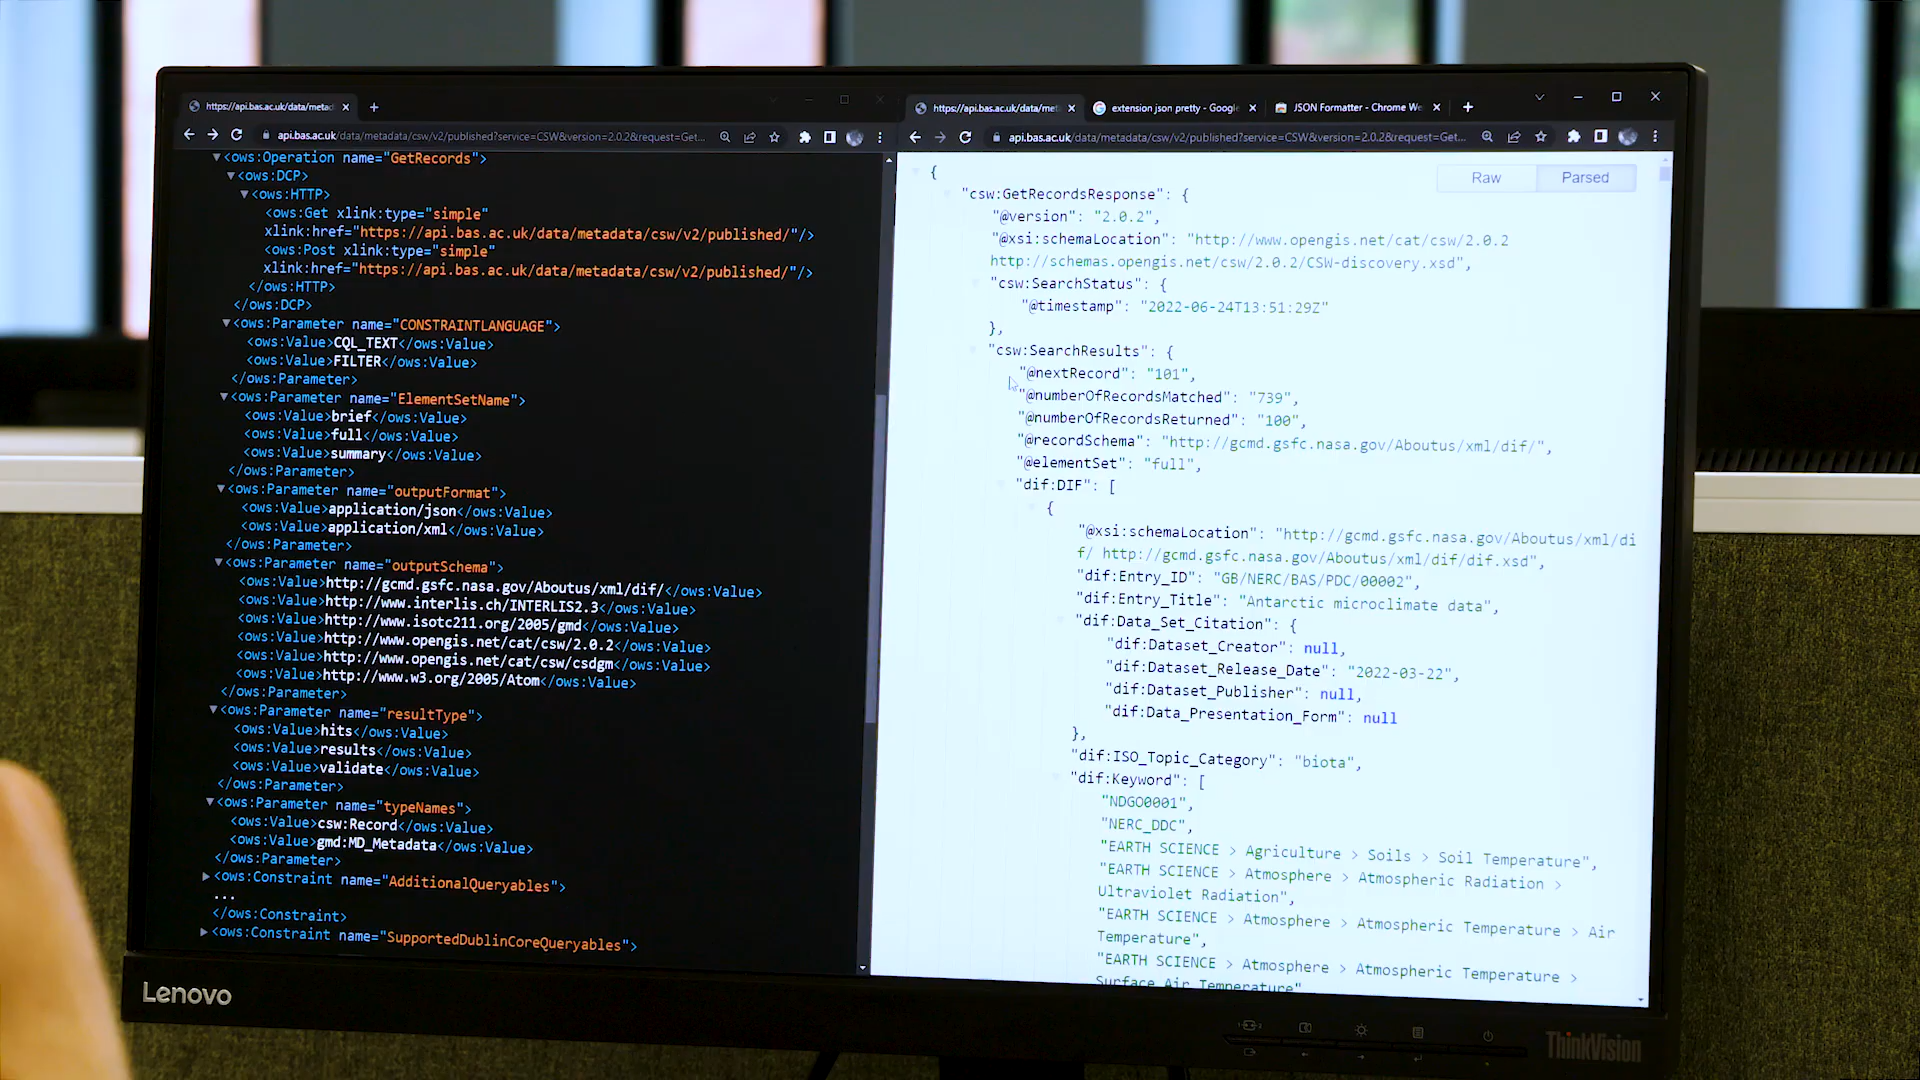 https://api.bas.ac.uk/data/metad
api.bas.ac.uk/data/metadata/csw/v2/published?service=CSW&version=2.0.2&request=Get...
<ows:Operation name="GetRecords">
<ows:DCP>
<ows:HTTP>
<ows:Get xlink:type="simple"
xlink:href="https://api.bas.ac.uk/data/metadata/csw/v2/published/"/>
<ows:Post xlink:type="simple"
xlink:href="https://api.bas.ac.uk/data/metadata/csw/v2/published/"/>
</ows:HTTP>
</ows:DCP>
<ows:Parameter name="CONSTRAINTLANGUAGE">
<ows:Value>CQL_TEXT</ows:Value>
<ows:Value>FILTER</ows:Value>
</ows:Parameter>
<ows:Parameter name="ElementSetName">
<ows:Value>brief</ows:Value>
<ows:Value>full</ows:Value>
<ows:Value>summary</ows:Value>
</ows:Parameter>
<ows:Parameter name="outputFormat">
<ows:Value>application/json</ows:Value>
<ows:Value>application/xml</ows:Value>
</ows:Parameter>
<ows:Parameter name="outputSchema">
<ows:Value>http://gcmd.gsfc.nasa.gov/Aboutus/xml/dif/</ows:Value>
<ows:Value>http://www.interlis.ch/INTERLIS2.3</ows:Value>
<ows:Value>http://www.isotc211.org/2005/gmd</ows:Value>
<ows:Value>http://www.opengis.net/cat/csw/2.0.2</ows:Value>
<ows:Value>http://www.opengis.net/cat/csw/csdgm</ows:Value>
<ows:Value>http://www.w3.org/2005/Atom</ows:Value>
</ows:Parameter>
<ows:Parameter name="resultType">
<ows:Value>hits</ows:Value>
<ows:Value>results</ows:Value>
<ows:Value>validate</ows:Value>
</ows:Parameter>
<ows:Parameter name="typeNames">
<ows:Value>csw:Record</ows:Value>
<ows:Value>gmd:MD_Metadata</ows:Value>
</ows:Parameter>
<ows:Constraint name="AdditionalQueryables">
...
</ows:Constraint>
<ows:Constraint name="SupportedDublinCoreQueryables">
https://api.bas.ac.uk/data/met
extension json pretty - Google
JSON Formatter - Chrome We
api.bas.ac.uk/data/metadata/csw/v2/published?service=CSW&version=2.0.2&request=Get...
Raw
Parsed
{
"csw:GetRecordsResponse": {
"@version": "2.0.2",
"@xsi:schemaLocation": "http://www.opengis.net/cat/csw/2.0.2
http://schemas.opengis.net/csw/2.0.2/CSW-discovery.xsd",
"csw:SearchStatus": {
"@timestamp": "2022-06-24T13:51:29Z"
},
"csw:SearchResults": {
"@nextRecord": "101",
"@numberOfRecordsMatched": "739",
"@numberOfRecordsReturned": "100",
"@recordSchema": "http://gcmd.gsfc.nasa.gov/Aboutus/xml/dif/",
"@elementSet": "full",
"dif:DIF": [
{
"@xsi:schemaLocation": "http://gcmd.gsfc.nasa.gov/Aboutus/xml/di
f/ http://gcmd.gsfc.nasa.gov/Aboutus/xml/dif/dif.xsd",
"dif:Entry_ID": "GB/NERC/BAS/PDC/00002",
"dif:Entry_Title": "Antarctic microclimate data",
"dif:Data_Set_Citation": {
"dif:Dataset_Creator": null,
"dif:Dataset_Release_Date": "2022-03-22",
"dif:Dataset_Publisher": null,
"dif:Data_Presentation_Form": null
},
"dif:ISO_Topic_Category": "biota",
"dif:Keyword": [
"NDGO0001",
"NERC_DDC",
"EARTH SCIENCE > Agriculture > Soils > Soil Temperature",
"EARTH SCIENCE > Atmosphere > Atmospheric Radiation >
Ultraviolet Radiation",
"EARTH SCIENCE > Atmosphere > Atmospheric Temperature > Air
Temperature",
"EARTH SCIENCE > Atmosphere > Atmospheric Temperature >
Surface Air Temperature"
Lenovo
ThinkVision